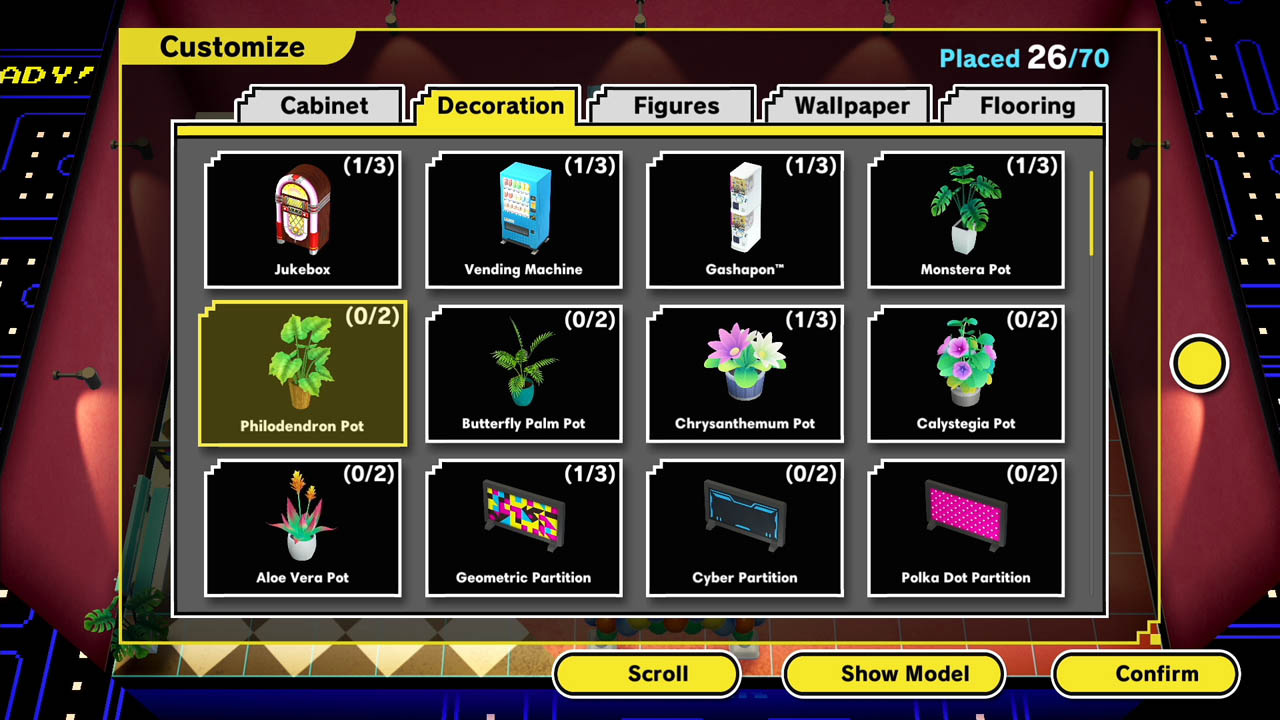 Customize
Placed 26/70
ADY!
Cabinet
Decoration
Figures
Wallpaper
Flooring
(1/3)
Jukebox
(1/3)
Vending Machine
(1/3)
Gashapon™
(1/3)
Monstera Pot
(0/2)
Philodendron Pot
(0/2)
Butterfly Palm Pot
(1/3)
Chrysanthemum Pot
(0/2)
Calystegia Pot
(0/2)
Aloe Vera Pot
(1/3)
Geometric Partition
(0/2)
Cyber Partition
(0/2)
Polka Dot Partition
Scroll
Show Model
Confirm